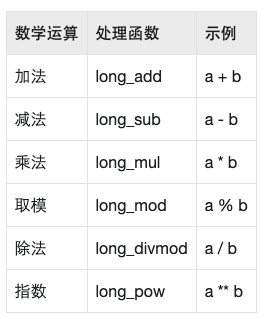 数学运算 处理函数 示例
加法 long_add a + b
减法 long_sub a - b
乘法 long_mul a * b
取模 long_mod a % b
除法 long_divmod a / b
指数 long_pow a ** b